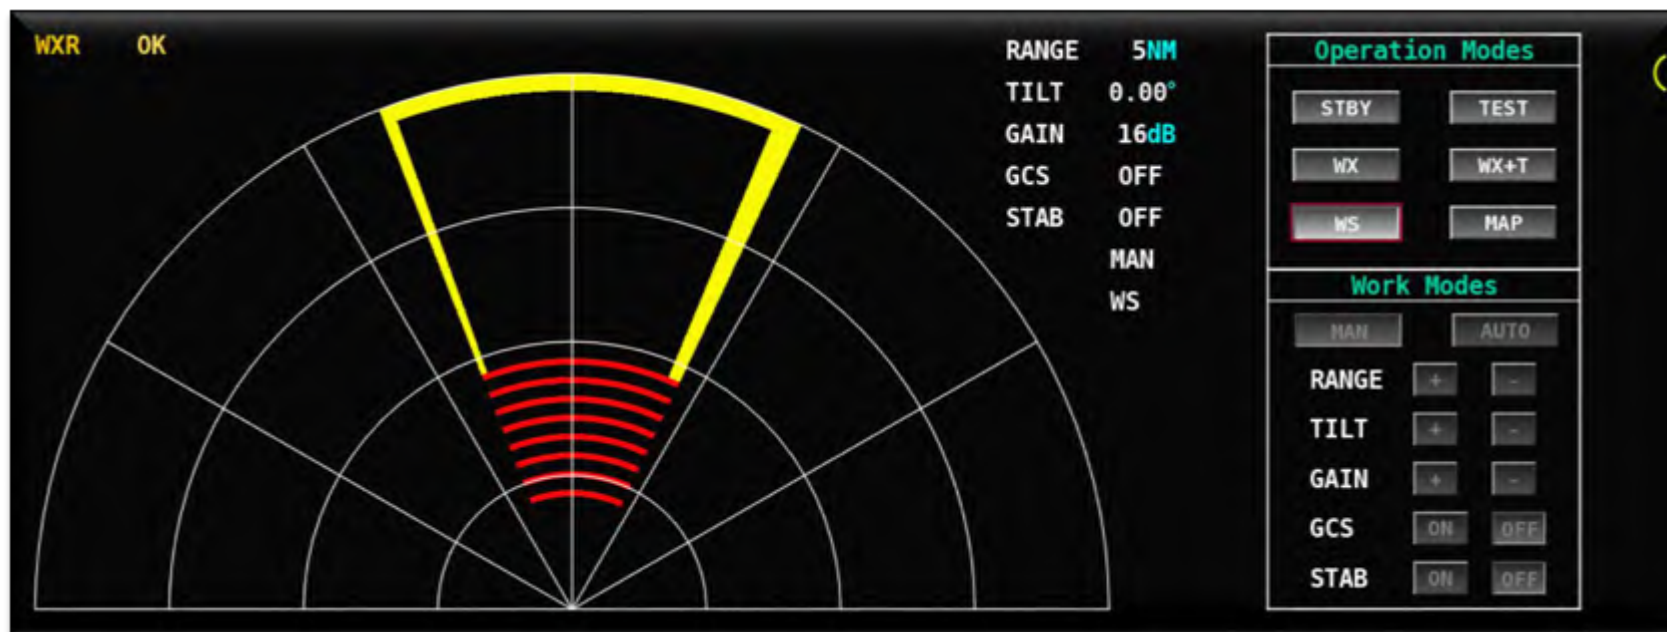 WXR OK
RANGE 5NM
TILT 0.00°
GAIN 16dB
GCS OFF
STAB OFF
MAN
WS
Operation Modes
STBY TEST
WX WX+T
WS MAP
Work Modes
MAN AUTO
RANGE + -
TILT + -
GAIN + -
GCS ON OFF
STAB ON OFF